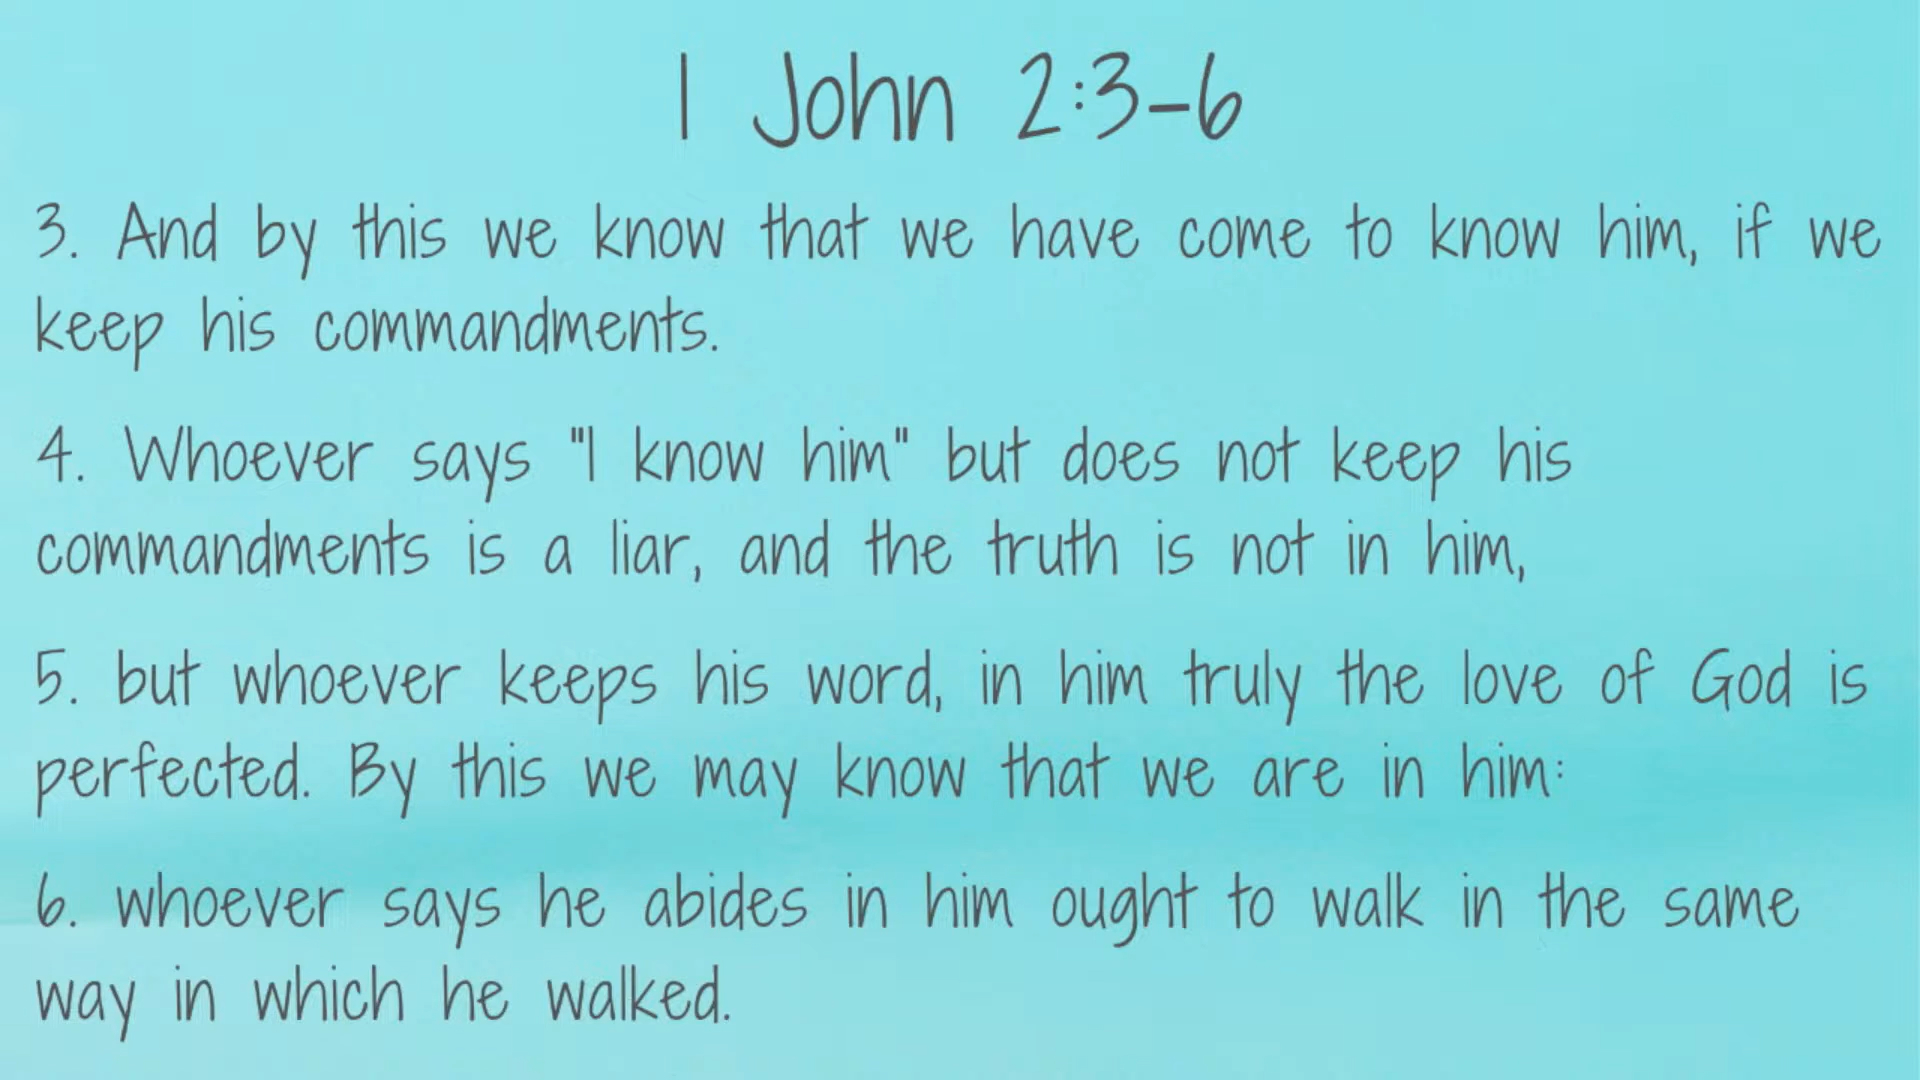 1 John 2:3-6
3. And by this we know that we have come to know him, if we
keep his commandments.
4. Whoever says "I know him" but does not keep his
commandments is a liar, and the truth is not in him,
5. but whoever keeps his word, in him truly the love of God is
perfected. By this we may know that we are in him:
6. whoever says he abides in him ought to walk in the same
way in which he walked.